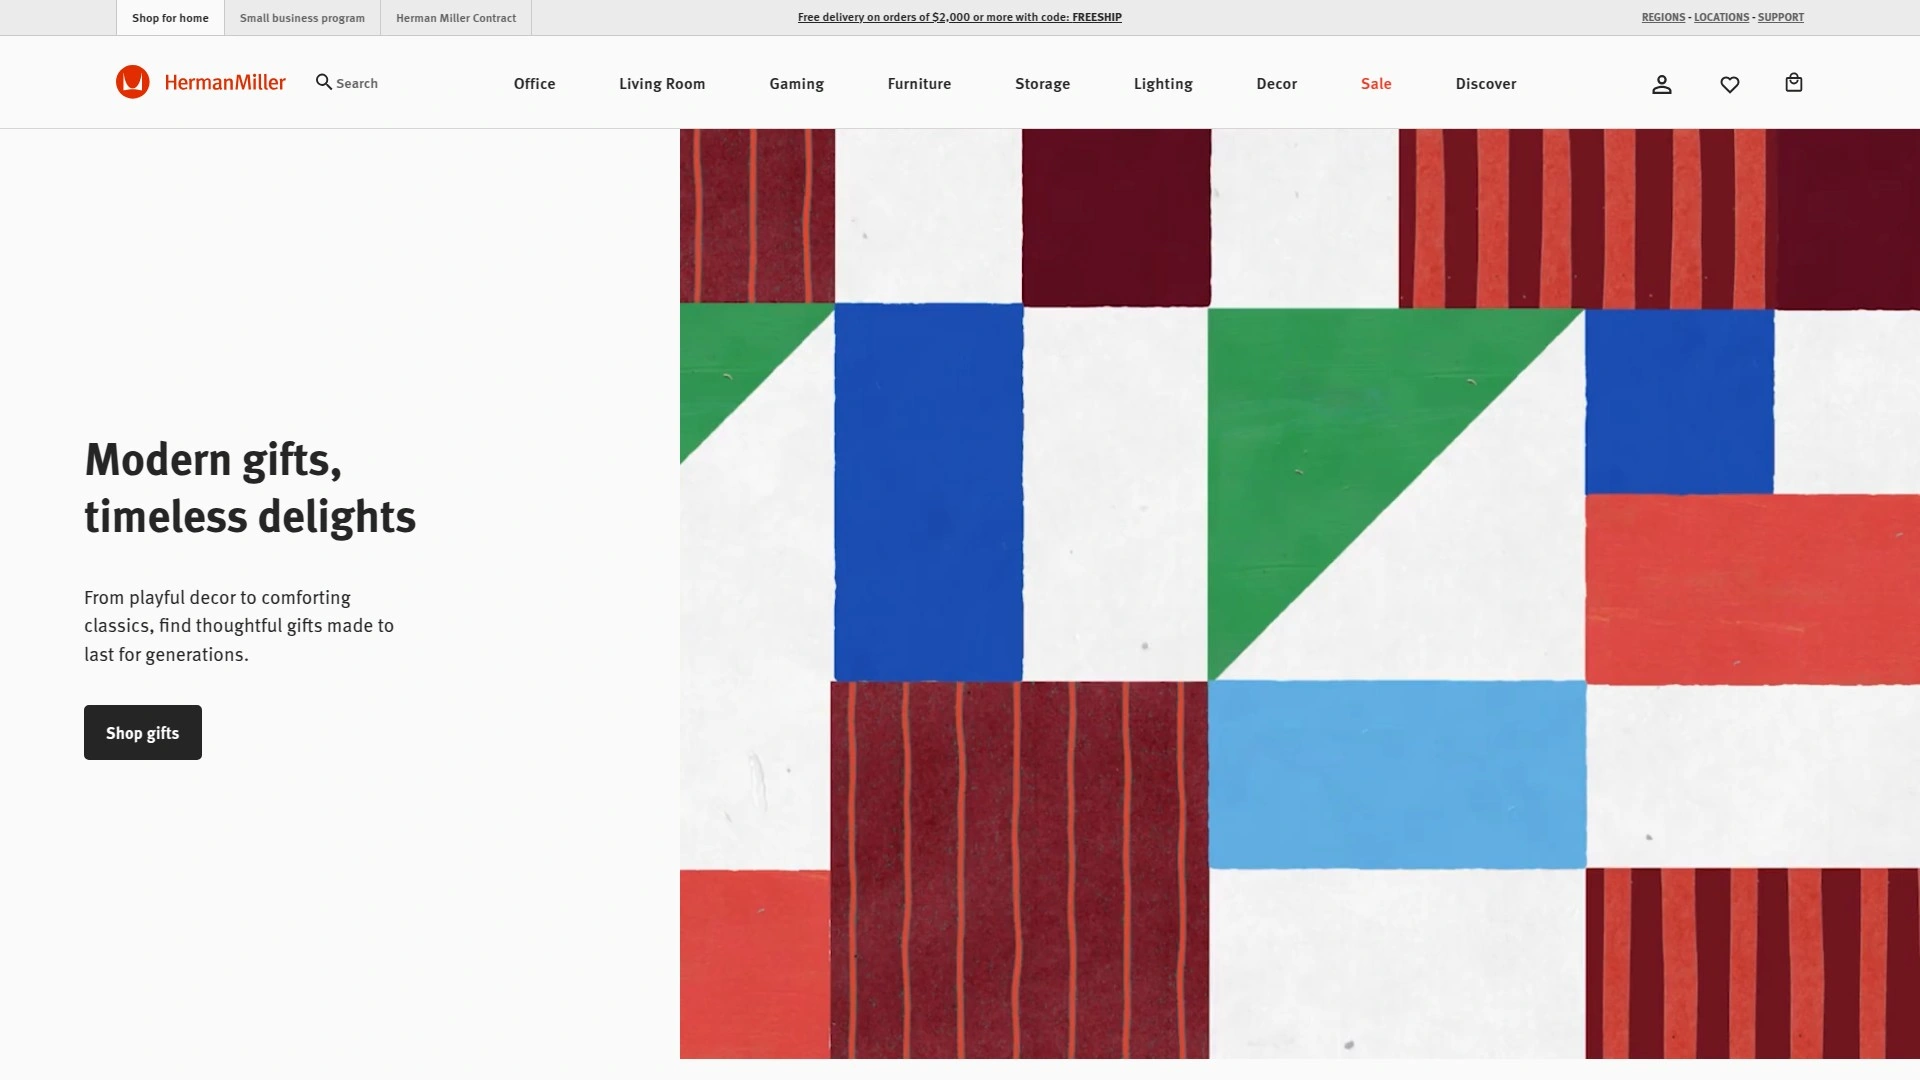 Shop for home
Small business program
Herman Miller Contract
Free delivery on orders of $2,000 or more with code: FREESHIP
REGIONS - LOCATIONS - SUPPORT
HermanMiller
Search
Office
Living Room
Gaming
Furniture
Storage
Lighting
Decor
Sale
Discover
Modern gifts,
timeless delights
From playful decor to comforting
classics, find thoughtful gifts made to
last for generations.
Shop gifts